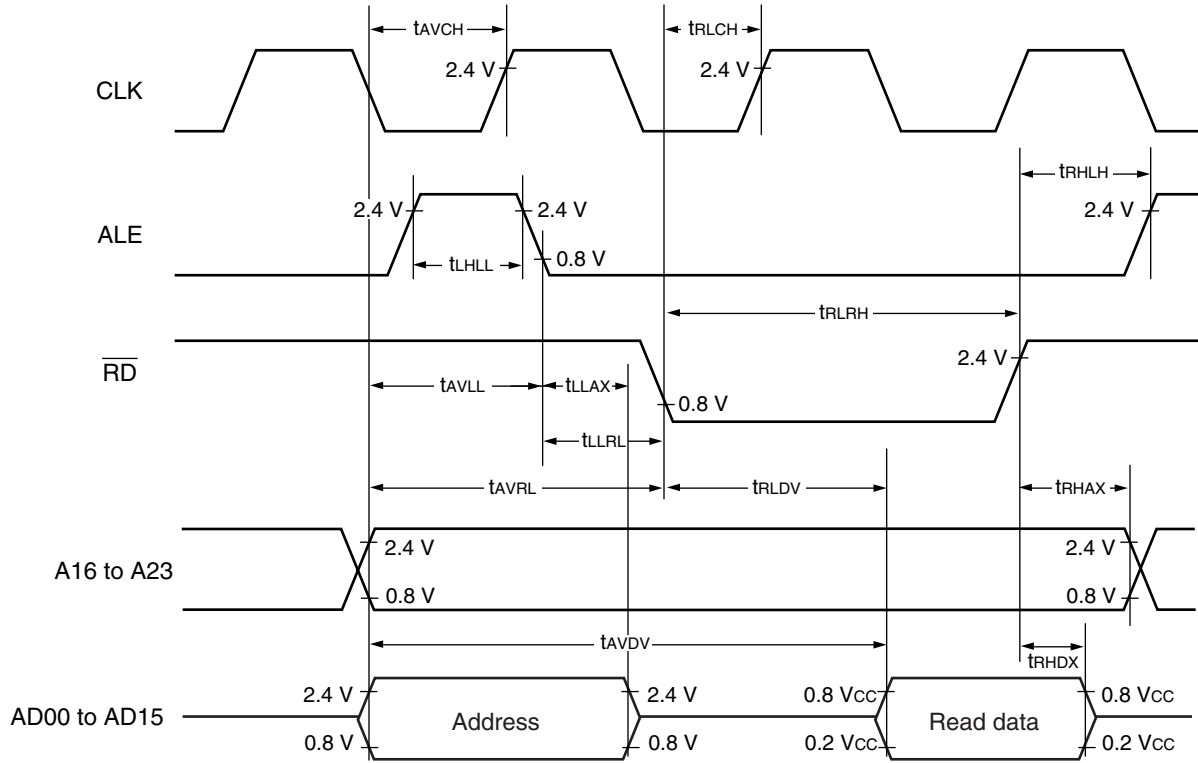 tAVCH tRLCH
CLK 2.4 V 2.4 V
tRHLH
ALE 2.4 V 2.4 V 2.4 V
tLHLL 0.8 V
tRLRH
RD 2.4 V
tAVLL tLLAX 0.8 V
tLLRL
tAVRL tRLDV tRHAX
2.4 V 2.4 V
A16 to A23
0.8 V 0.8 V
tAVDV
tRHDX
2.4 V 2.4 V 0.8 VCC 0.8 VCC
AD00 to AD15 Address Read data
0.8 V 0.8 V 0.2 VCC 0.2 VCC